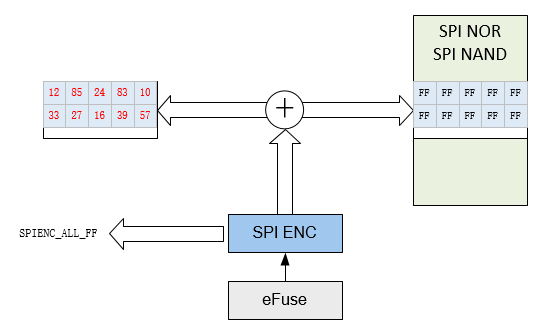 SPI NOR
SPI NAND
12 85 24 83 10
33 27 16 39 57
+
FF FF FF FF FF
FF FF FF FF FF
SPIENC_ALL_FF
SPI ENC
eFuse